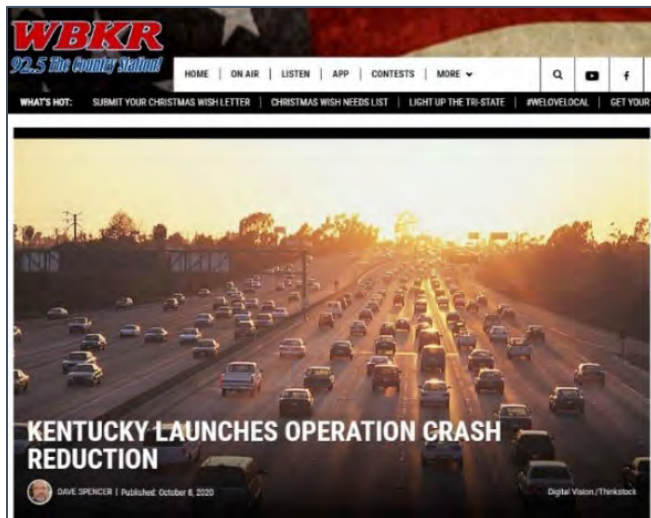 WBKR
92.5 The Country Station!
HOME | ON AIR | LISTEN | APP | CONTESTS | MORE
f
WHAT'S HOT: SUBMIT YOUR CHRISTMAS WISH LETTER | CHRISTMAS WISH NEEDS LIST | LIGHT UP THE TRI-STATE | #WELOVELOCAL | GET YOUR
KENTUCKY LAUNCHES OPERATION CRASH
REDUCTION
DAVE SPENCER | Published: October 8, 2020
Digital Vision./Thinkstock